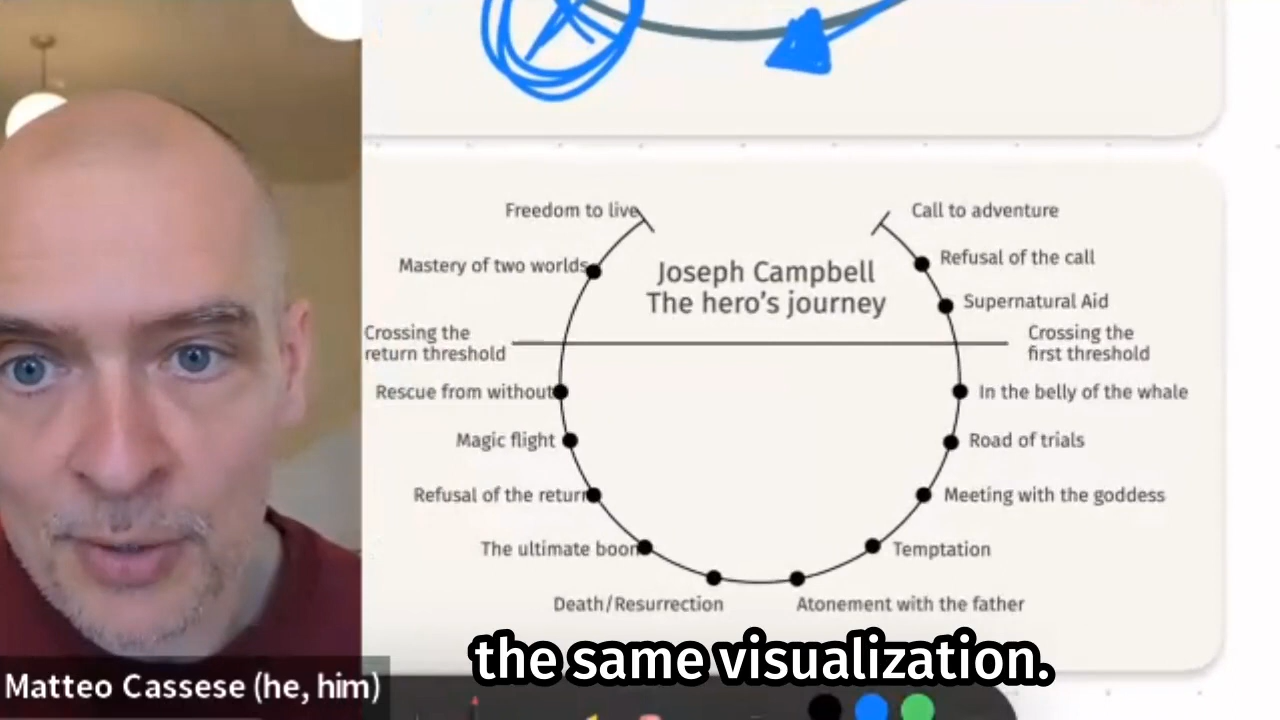 Freedom to live
Call to adventure
Mastery of two worlds
Refusal of the call
Joseph Campbell
The hero's journey
Supernatural Aid
Crossing the
return threshold
Crossing the
first threshold
Rescue from without
In the belly of the whale
Magic flight
Road of trials
Refusal of the return
Meeting with the goddess
The ultimate boon
Temptation
Death/Resurrection
Atonement with the father
the same visualization.
Matteo Cassese (he, him)